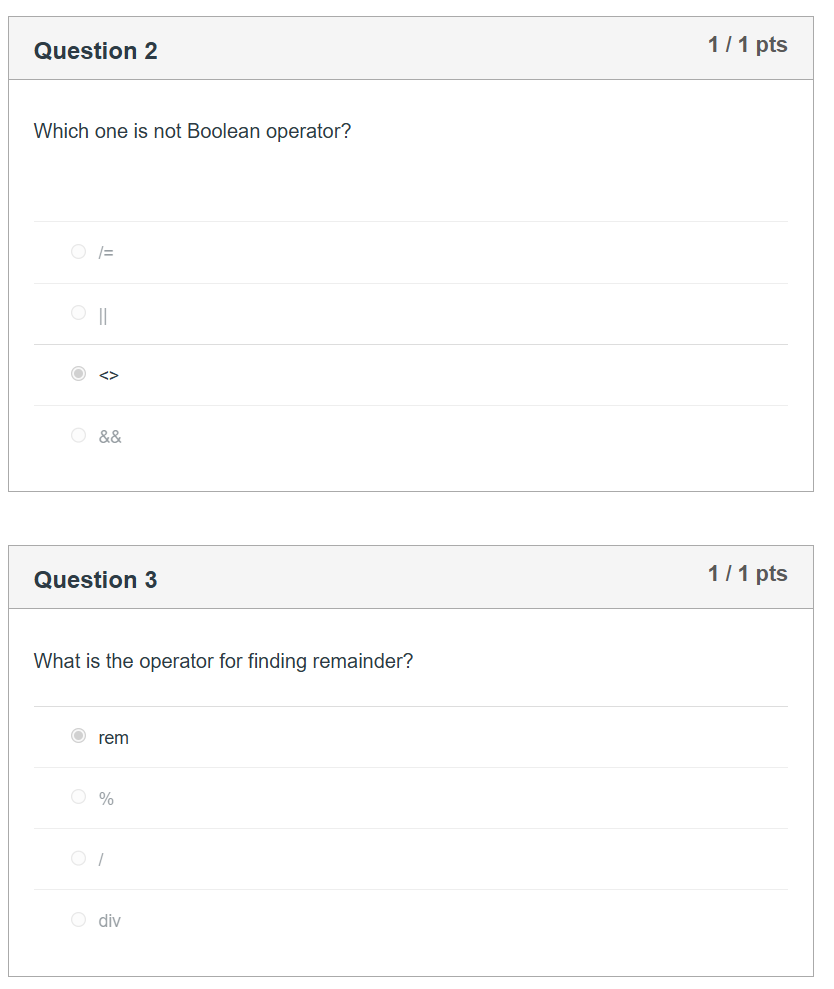 Question 2
1 / 1 pts
Which one is not Boolean operator?
/=
||
<>
&&
Question 3
1 / 1 pts
What is the operator for finding remainder?
rem
%
/
div